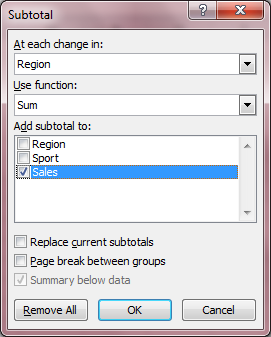 Subtotal
At each change in:
Region
Use function:
Sum
Add subtotal to:
Region
Sport
Sales
Replace current subtotals
Page break between groups
Summary below data
Remove All OK Cancel